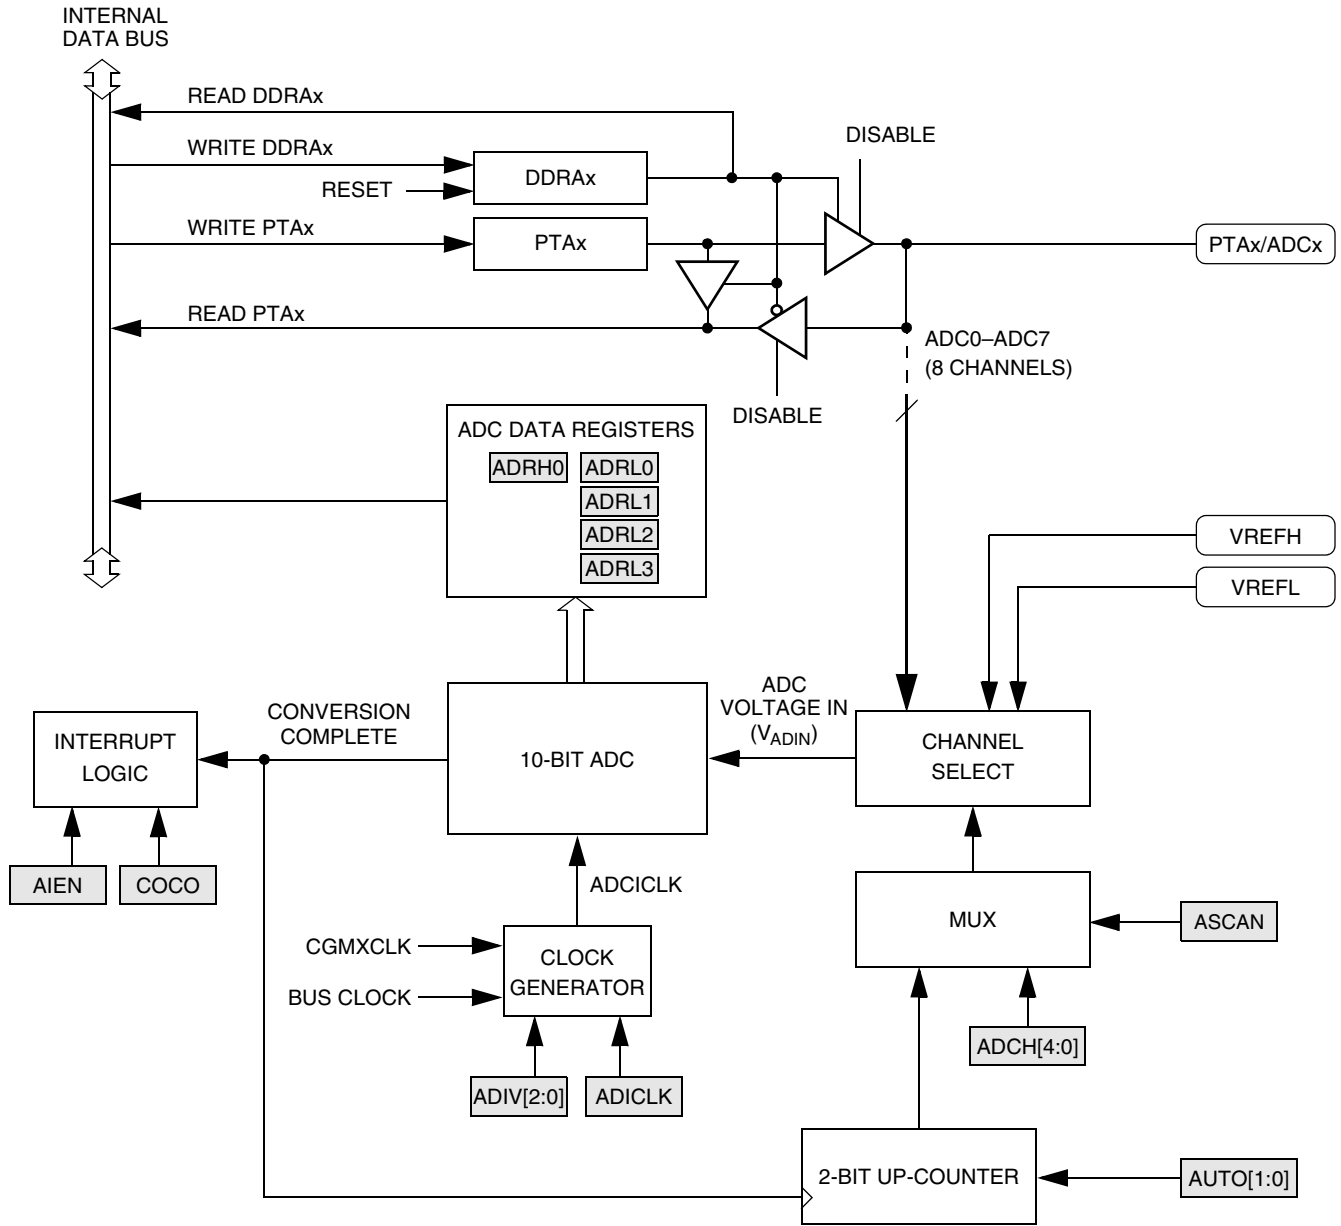 INTERNAL
DATA BUS
READ DDRAx
WRITE DDRAx
RESET
DDRAx
DISABLE
WRITE PTAx
PTAx
PTAx/ADCx
READ PTAx
DISABLE
ADC0–ADC7
(8 CHANNELS)
ADC DATA REGISTERS
ADRH0 ADRL0
ADRL1
ADRL2
ADRL3
VREFH
VREFL
INTERRUPT
LOGIC
CONVERSION
COMPLETE
10-BIT ADC
ADC
VOLTAGE IN
(VADIN)
CHANNEL
SELECT
AIEN
COCO
ADCICLK
MUX
ASCAN
CGMXCLK
BUS CLOCK
CLOCK
GENERATOR
ADCH[4:0]
ADIV[2:0]
ADICLK
2-BIT UP-COUNTER
AUTO[1:0]